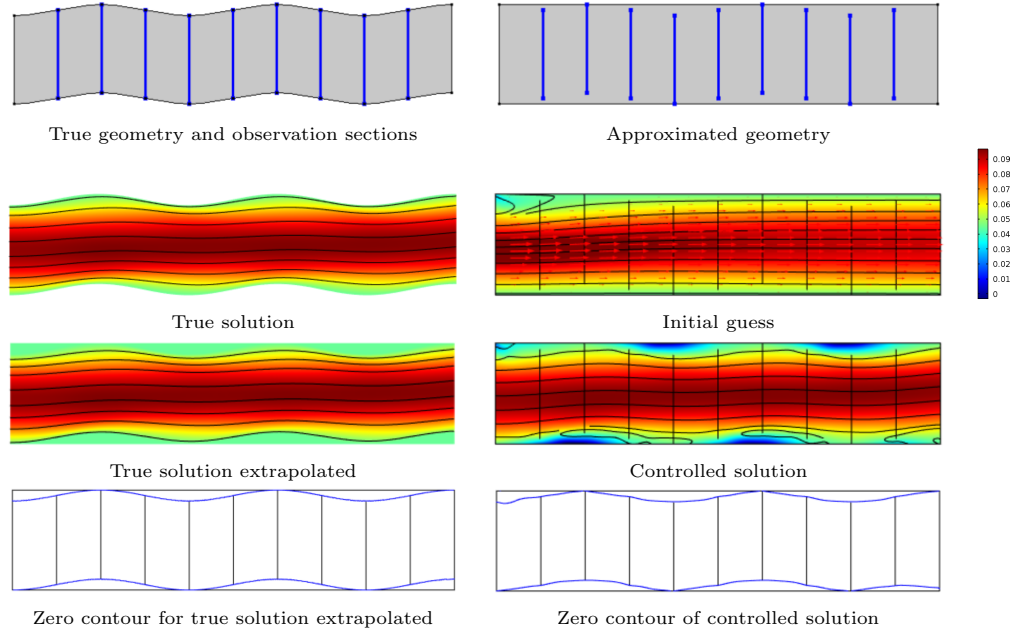 True geometry and observation sections
Approximated geometry
0.09
0.08
0.07
0.06
0.05
0.04
0.03
0.02
0.01
0
True solution
Initial guess
True solution extrapolated
Controlled solution
Zero contour for true solution extrapolated
Zero contour of controlled solution